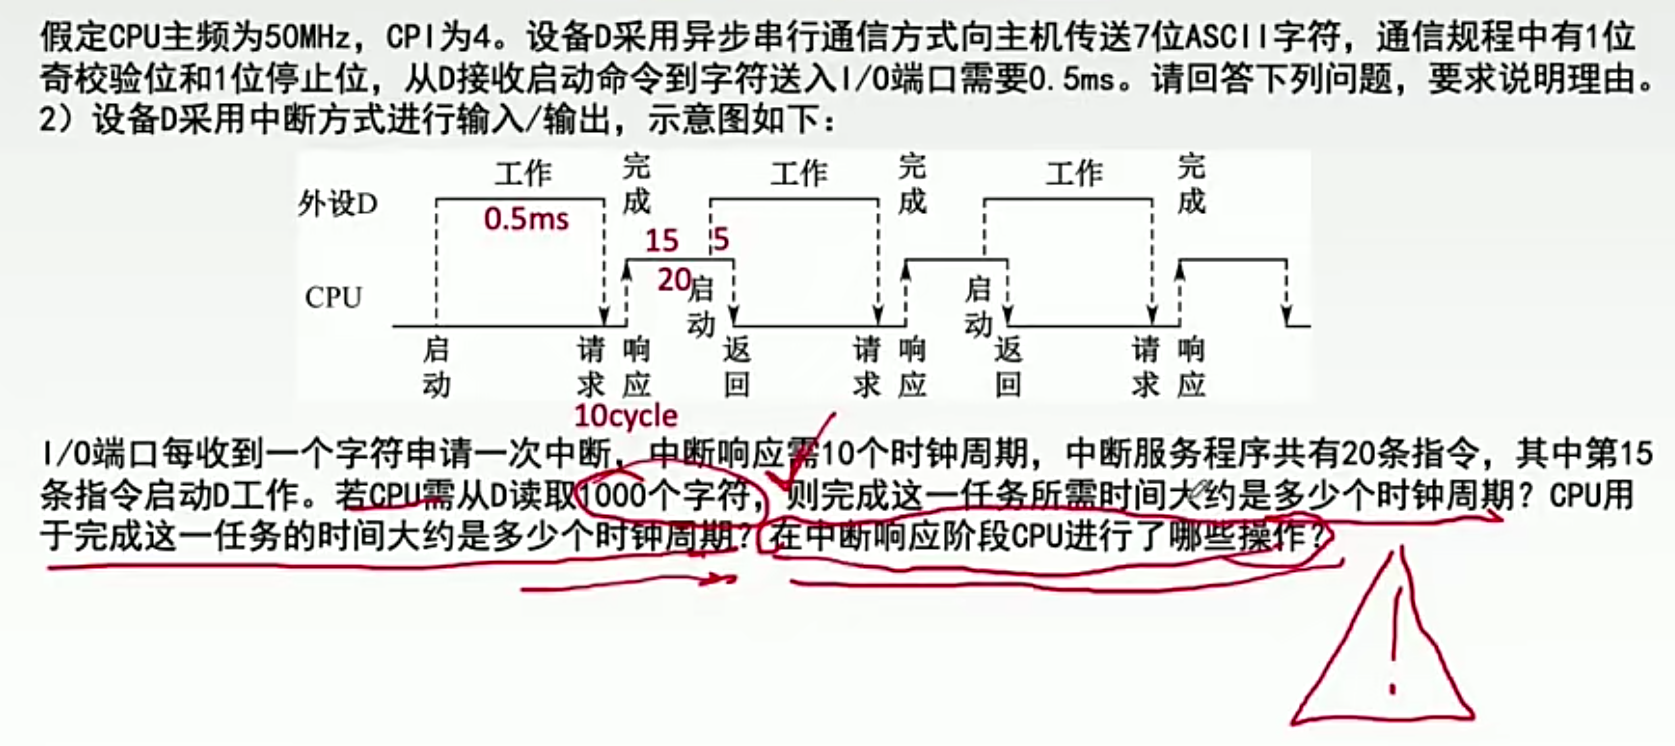 假定CPU主频为50MHz，CPI为4。设备D采用异步串行通信方式向主机传送7位ASCII字符，通信规程中有1位
奇校验位和1位停止位，从D接收启动命令到字符送入I/O端口需要0.5ms。请回答下列问题，要求说明理由。
2）设备D采用中断方式进行输入/输出，示意图如下：
工作 完成 工作 完成 工作 完成
外设D
0.5ms
15 5
20
启动 启动
CPU
启动 请求 响应 返回 请求 响应 返回 请求 响应
10cycle
I/O端口每收到一个字符申请一次中断，中断响应需10个时钟周期，中断服务程序共有20条指令，其中第15
条指令启动D工作。若CPU需从D读取1000个字符，则完成这一任务所需时间大约是多少个时钟周期？CPU用
于完成这一任务的时间大约是多少个时钟周期？在中断响应阶段CPU进行了哪些操作？